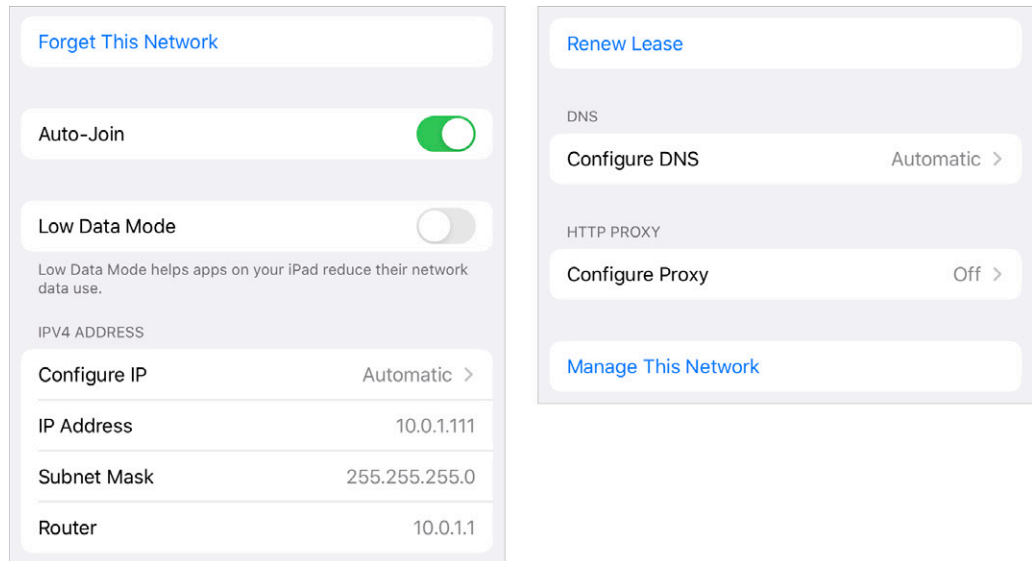 Forget This Network
Auto-Join
Low Data Mode
Low Data Mode helps apps on your iPad reduce their network
data use.
IPV4 ADDRESS
Configure IP Automatic >
IP Address 10.0.1.111
Subnet Mask 255.255.255.0
Router 10.0.1.1
Renew Lease
DNS
Configure DNS Automatic >
HTTP PROXY
Configure Proxy Off >
Manage This Network